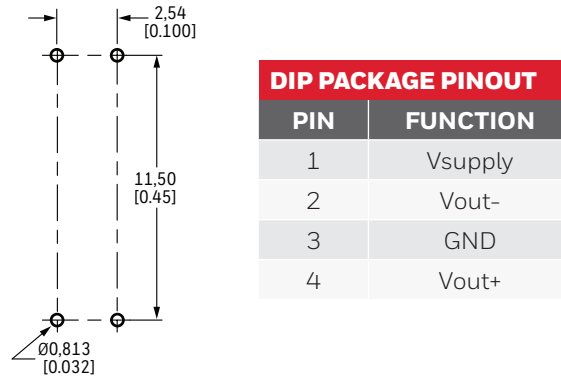 2,54
[0.100]
11,50
[0.45]
Ø0,813
[0.032]
DIP PACKAGE PINOUT
PIN FUNCTION
1 Vsupply
2 Vout-
3 GND
4 Vout+